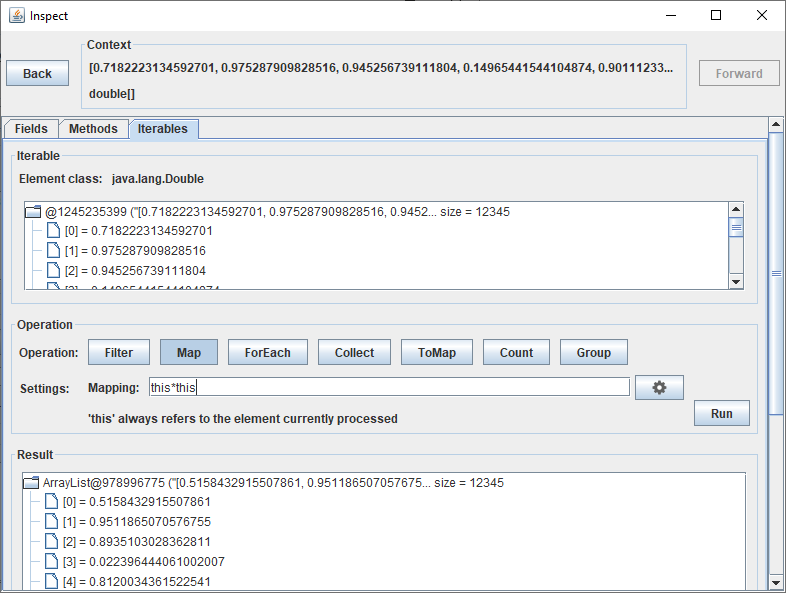 Inspect
Context
Back
[0.7182223134592701, 0.975287909828516, 0.945256739111804, 0.14965441544104874, 0.90111233...
Forward
double[]
Fields Methods Iterables
Iterable
Element class: java.lang.Double
@1245235399 ("[0.7182223134592701, 0.975287909828516, 0.9452... size = 12345
[0] = 0.7182223134592701
[1] = 0.975287909828516
[2] = 0.945256739111804
[3] = 0.14965441544104874
Operation
Operation: Filter Map ForEach Collect ToMap Count Group
Settings: Mapping: this*this
Run
'this' always refers to the element currently processed
Result
ArrayList@978996775 ("[0.5158432915507861, 0.951186507057675... size = 12345
[0] = 0.5158432915507861
[1] = 0.9511865070576755
[2] = 0.8935103028362811
[3] = 0.022396444061002007
[4] = 0.8120034361522541